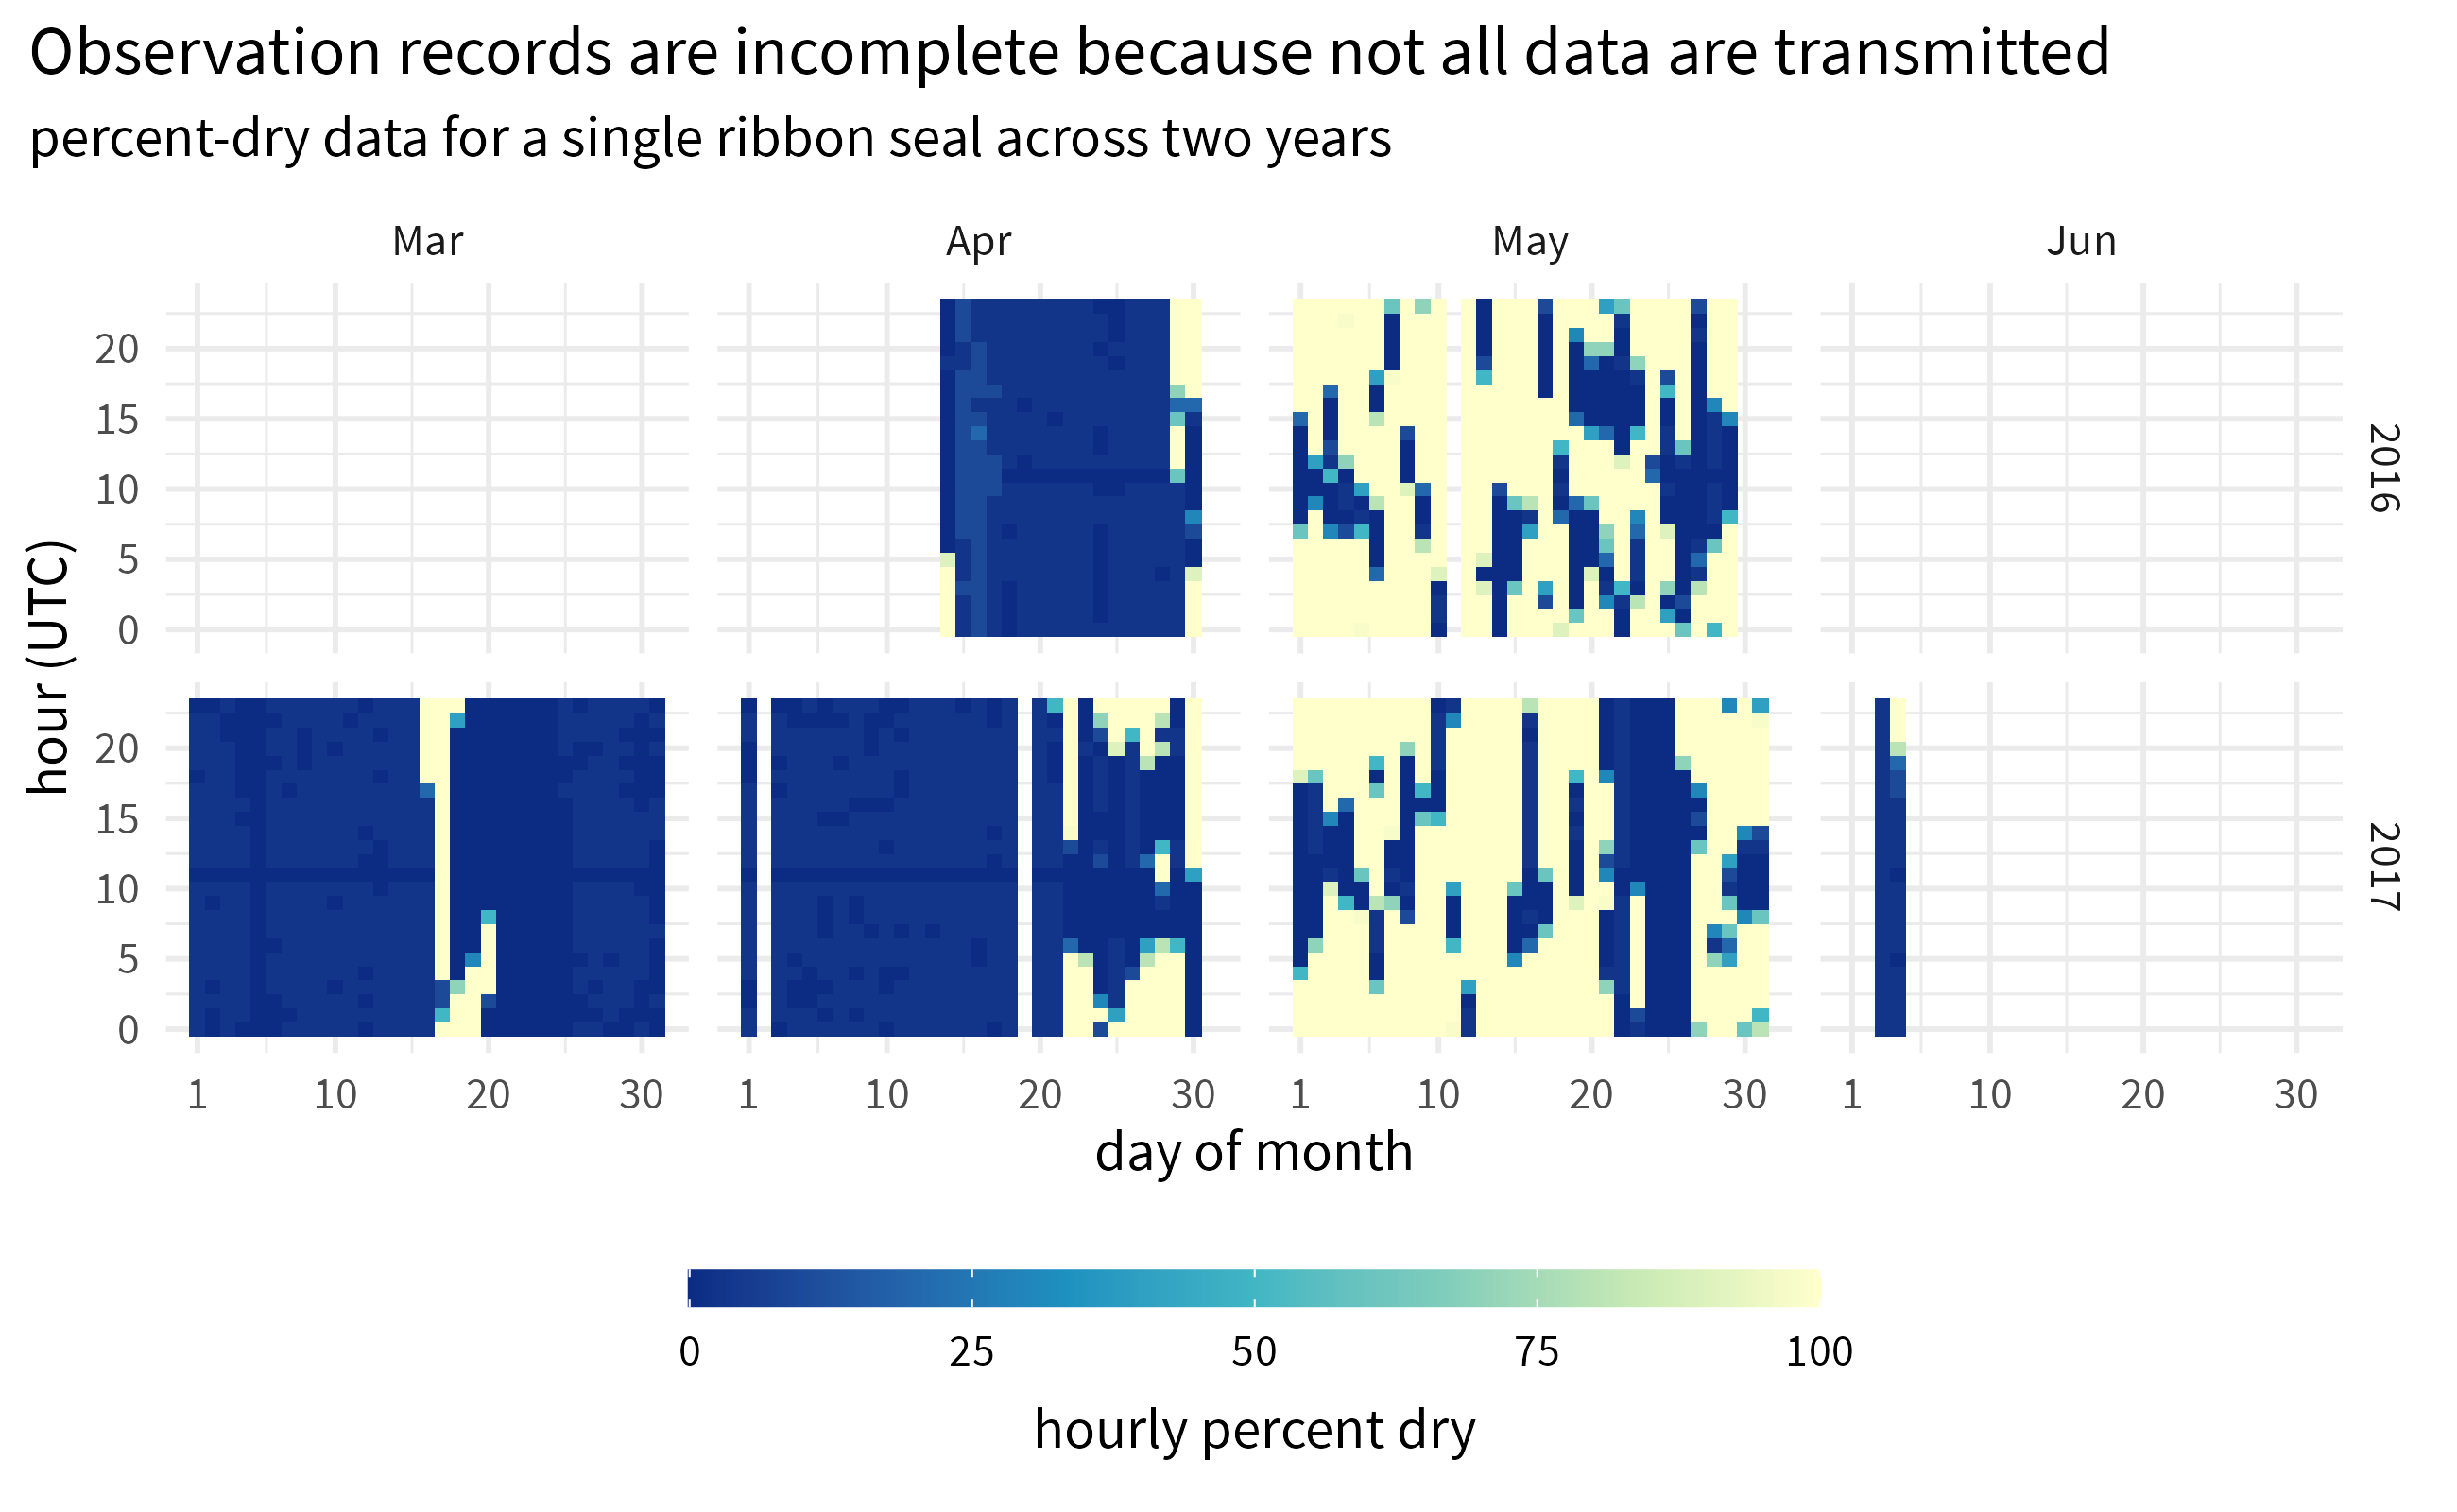 Observation records are incomplete because not all data are transmitted
percent-dry data for a single ribbon seal across two years
Mar Apr May Jun
20
15
10
5
0
2016
hour (UTC)
20
15
10
5
0
2017
1 10 20 30 1 10 20 30 1 10 20 30 1 10 20 30
day of month
0 25 50 75 100
hourly percent dry